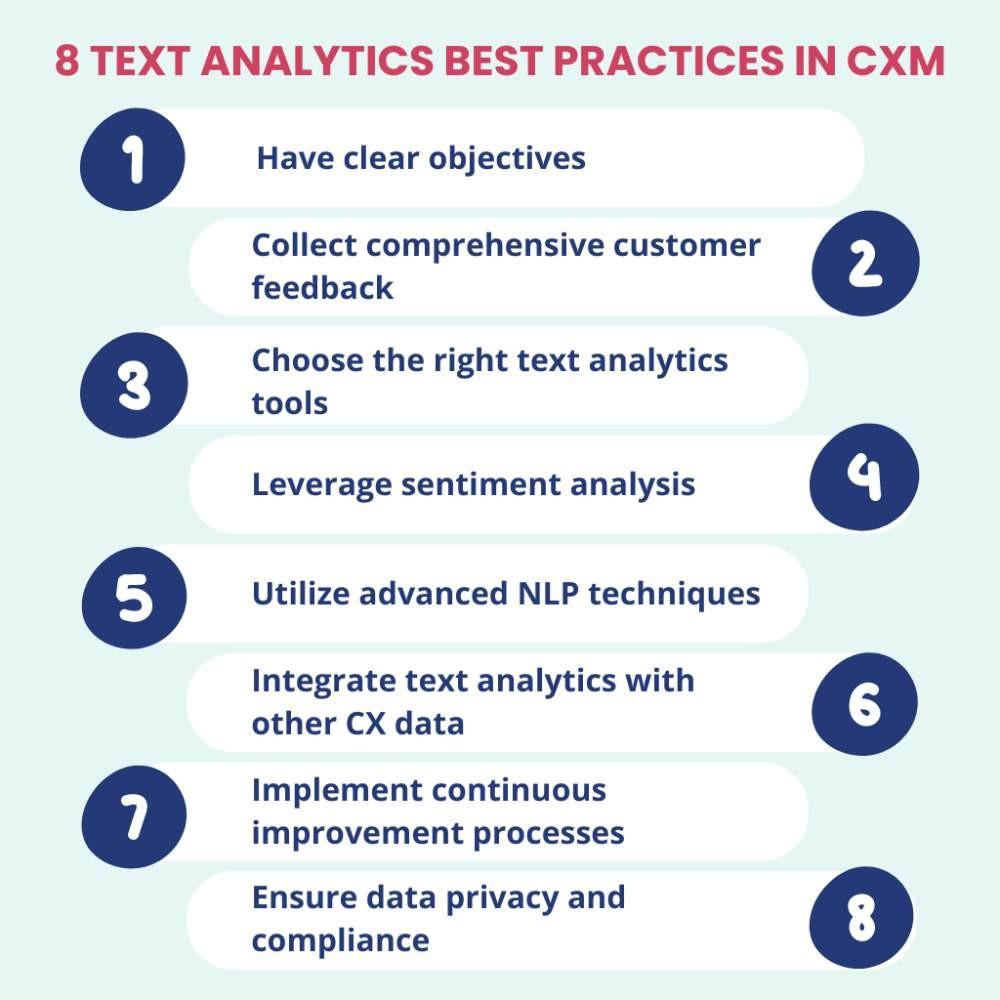 8 TEXT ANALYTICS BEST PRACTICES IN CXM
1
Have clear objectives
Collect comprehensive customer
feedback
2
3
Choose the right text analytics
tools
Leverage sentiment analysis
4
5
Utilize advanced NLP techniques
Integrate text analytics with
other CX data
6
7
Implement continuous
improvement processes
Ensure data privacy and
compliance
8